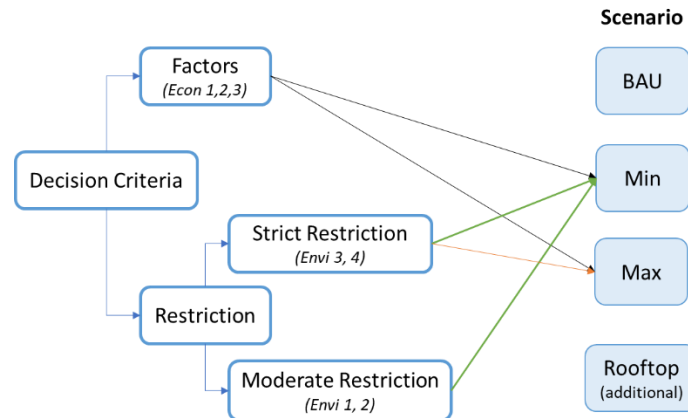 Scenario
Factors
(Econ 1,2,3)
BAU
Decision Criteria
Min
Strict Restriction
(Envi 3, 4)
Max
Restriction
Moderate Restriction
(Envi 1, 2)
Rooftop
(additional)